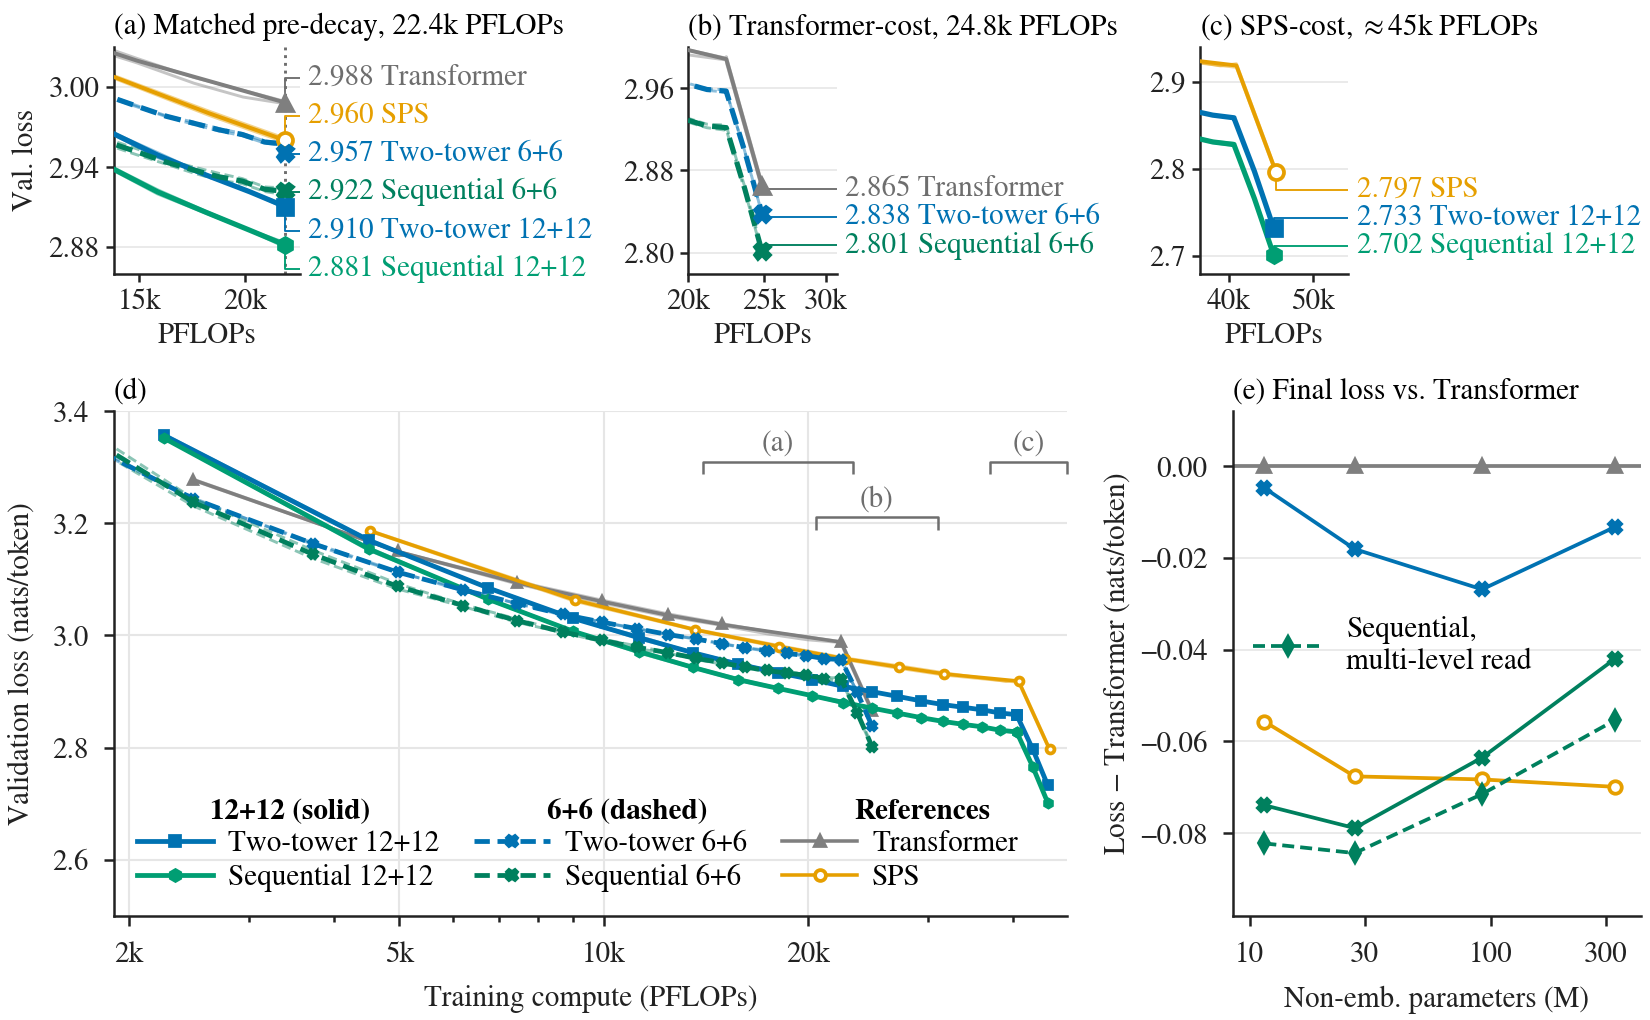 (a) Matched pre-decay, 22.4k PFLOPs
Val. loss
3.00
2.94
2.88
15k
20k
PFLOPs
2.988 Transformer
2.960 SPS
2.957 Two-tower 6+6
2.922 Sequential 6+6
2.910 Two-tower 12+12
2.881 Sequential 12+12
(b) Transformer-cost, 24.8k PFLOPs
2.96
2.88
2.80
20k
25k
30k
PFLOPs
2.865 Transformer
2.838 Two-tower 6+6
2.801 Sequential 6+6
(c) SPS-cost, ≈45k PFLOPs
2.9
2.8
2.7
40k
50k
PFLOPs
2.797 SPS
2.733 Two-tower 12+12
2.702 Sequential 12+12
(d)
Validation loss (nats/token)
3.4
3.2
3.0
2.8
2.6
(a)
(b)
(c)
12+12 (solid)
Two-tower 12+12
Sequential 12+12
6+6 (dashed)
Two-tower 6+6
Sequential 6+6
References
Transformer
SPS
2k
5k
10k
20k
Training compute (PFLOPs)
(e) Final loss vs. Transformer
Loss − Transformer (nats/token)
0.00
−0.02
−0.04
−0.06
−0.08
Sequential,
multi-level read
10
30
100
300
Non-emb. parameters (M)